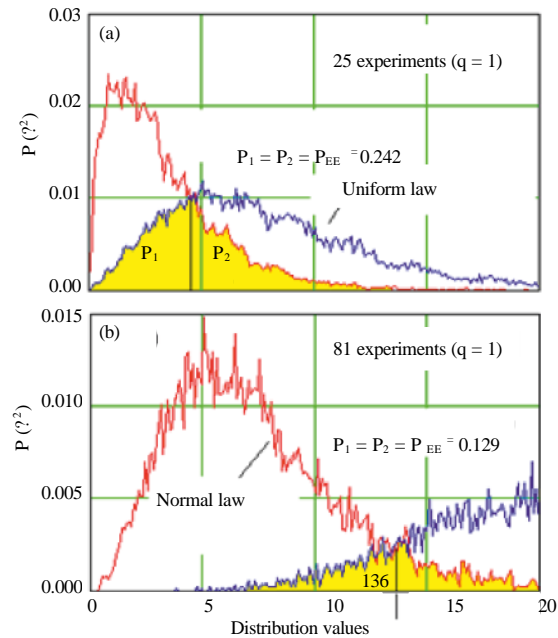 0.03
(a)
25 experiments (q = 1)
0.02
P (?²)
P₁ = P₂ = P_EE = 0.242
Uniform law
0.01
P₁
P₂
0.00
0.015
(b)
81 experiments (q = 1)
0.010
P (?²)
P₁ = P₂ = P_EE = 0.129
0.005
Normal law
136
0.000
0 5 10 15 20
Distribution values